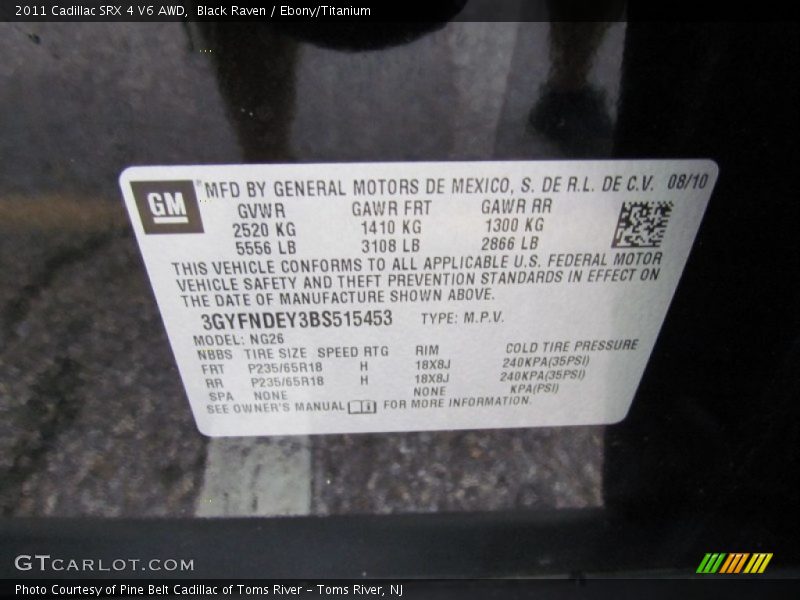 2011 Cadillac SRX 4 V6 AWD, Black Raven / Ebony/Titanium
GM
MFD BY GENERAL MOTORS DE MEXICO, S. DE R.L. DE C.V. 08/10
GVWR GAWR FRT GAWR RR
2520 KG 1410 KG 1300 KG
5556 LB 3108 LB 2866 LB
THIS VEHICLE CONFORMS TO ALL APPLICABLE U.S. FEDERAL MOTOR
VEHICLE SAFETY AND THEFT PREVENTION STANDARDS IN EFFECT ON
THE DATE OF MANUFACTURE SHOWN ABOVE.
3GYFNDEY3BS515453 TYPE: M.P.V.
MODEL: NG26
NBBS TIRE SIZE SPEED RTG RIM COLD TIRE PRESSURE
FRT P235/65R18 H 18X8J 240KPA(35PSI)
RR P235/65R18 H 18X8J 240KPA(35PSI)
SPA NONE NONE KPA(PSI)
SEE OWNER'S MANUAL FOR MORE INFORMATION.
GTCARLOT.COM
Photo Courtesy of Pine Belt Cadillac of Toms River - Toms River, NJ